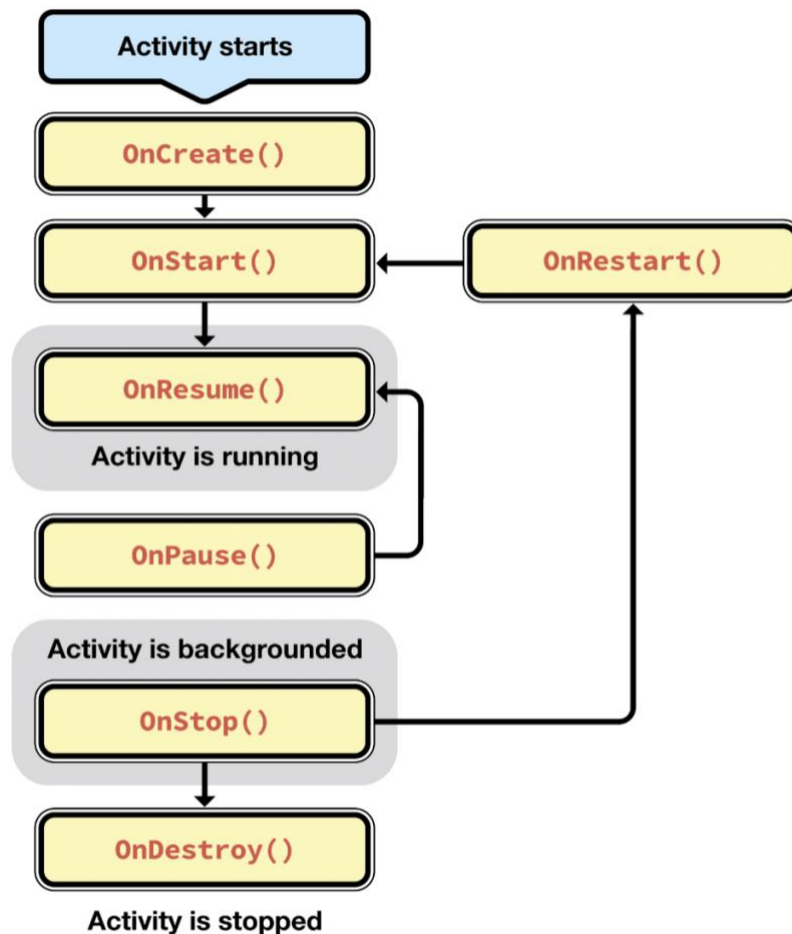 Activity starts
OnCreate()
OnStart()
OnRestart()
OnResume()
Activity is running
OnPause()
Activity is backgrounded
OnStop()
OnDestroy()
Activity is stopped